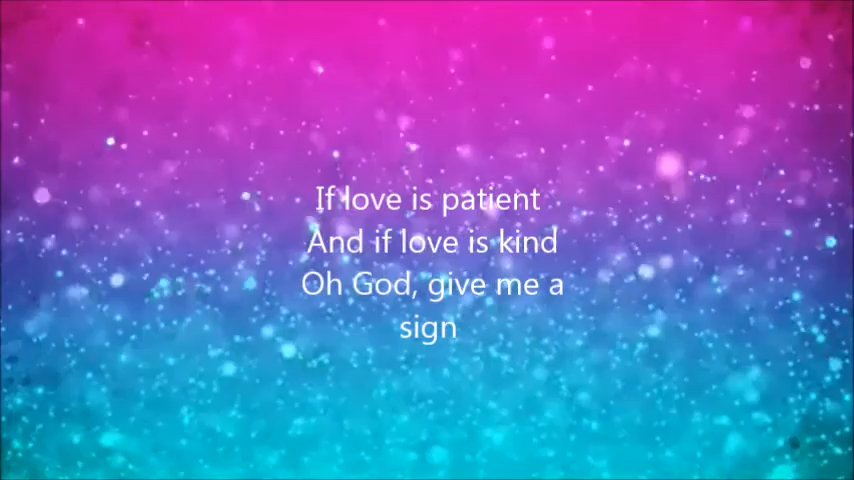 If love is patient
And if love is kind
Oh God, give me a
sign